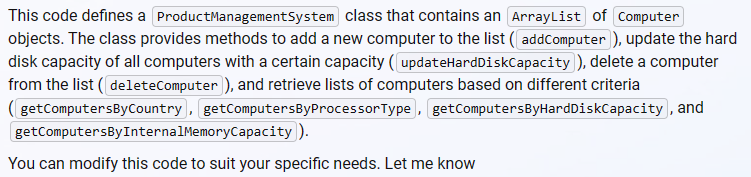 This code defines a ProductManagementSystem class that contains an ArrayList of Computer
objects. The class provides methods to add a new computer to the list ( addComputer ), update the hard
disk capacity of all computers with a certain capacity ( updateHardDiskCapacity ), delete a computer
from the list ( deleteComputer ), and retrieve lists of computers based on different criteria
( getComputersByCountry , getComputersByProcessorType , getComputersByHardDiskCapacity , and
getComputersByInternalMemoryCapacity ).
You can modify this code to suit your specific needs. Let me know